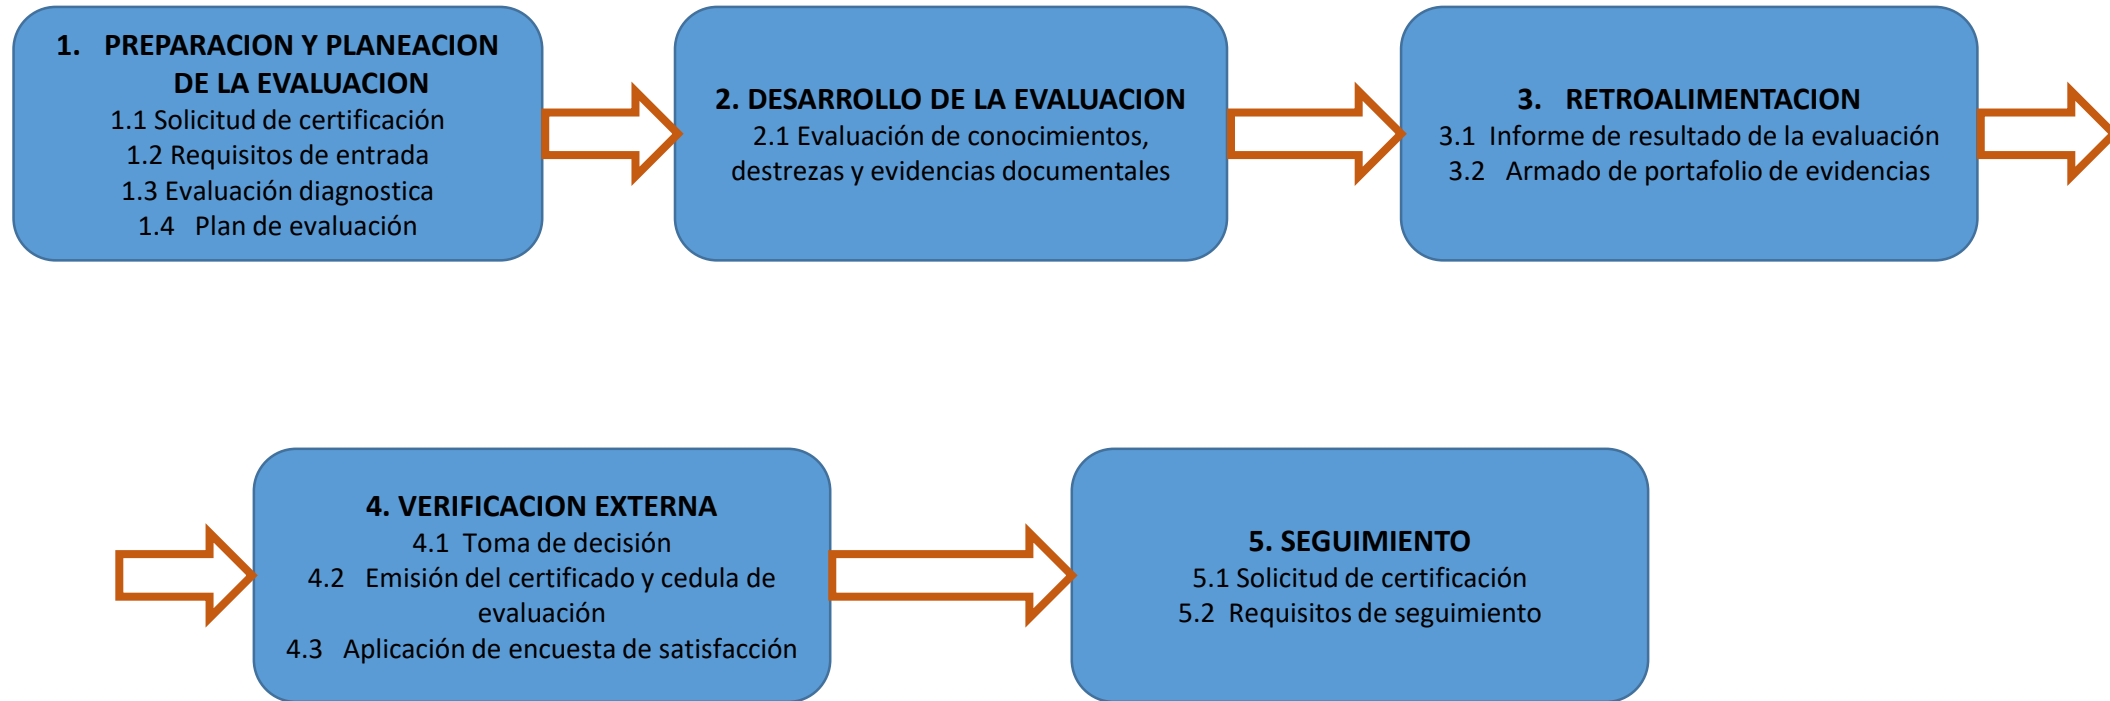 1. PREPARACION Y PLANEACION
DE LA EVALUACION
1.1 Solicitud de certificación
1.2 Requisitos de entrada
1.3 Evaluación diagnostica
1.4 Plan de evaluación
2. DESARROLLO DE LA EVALUACION
2.1 Evaluación de conocimientos,
destrezas y evidencias documentales
3. RETROALIMENTACION
3.1 Informe de resultado de la evaluación
3.2 Armado de portafolio de evidencias
4. VERIFICACION EXTERNA
4.1 Toma de decisión
4.2 Emisión del certificado y cedula de
evaluación
4.3 Aplicación de encuesta de satisfacción
5. SEGUIMIENTO
5.1 Solicitud de certificación
5.2 Requisitos de seguimiento